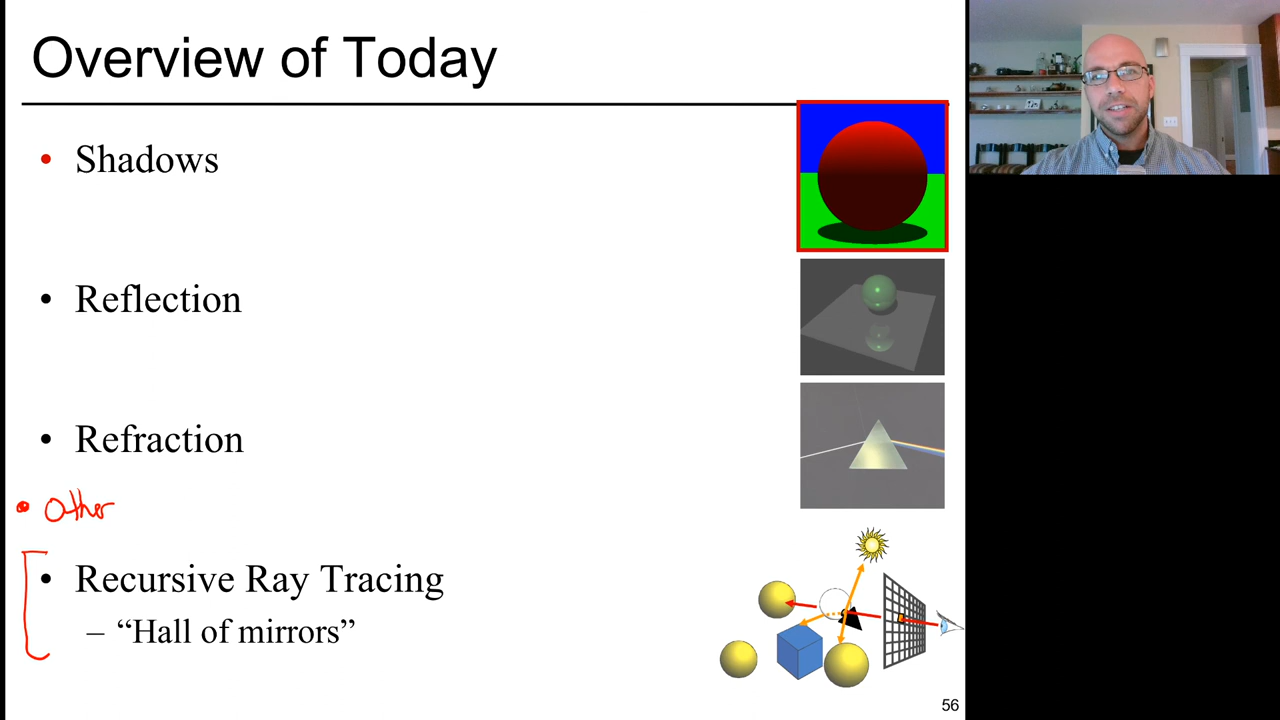 Overview of Today
• Shadows
• Reflection
• Refraction
• Other
• Recursive Ray Tracing
– “Hall of mirrors”
56